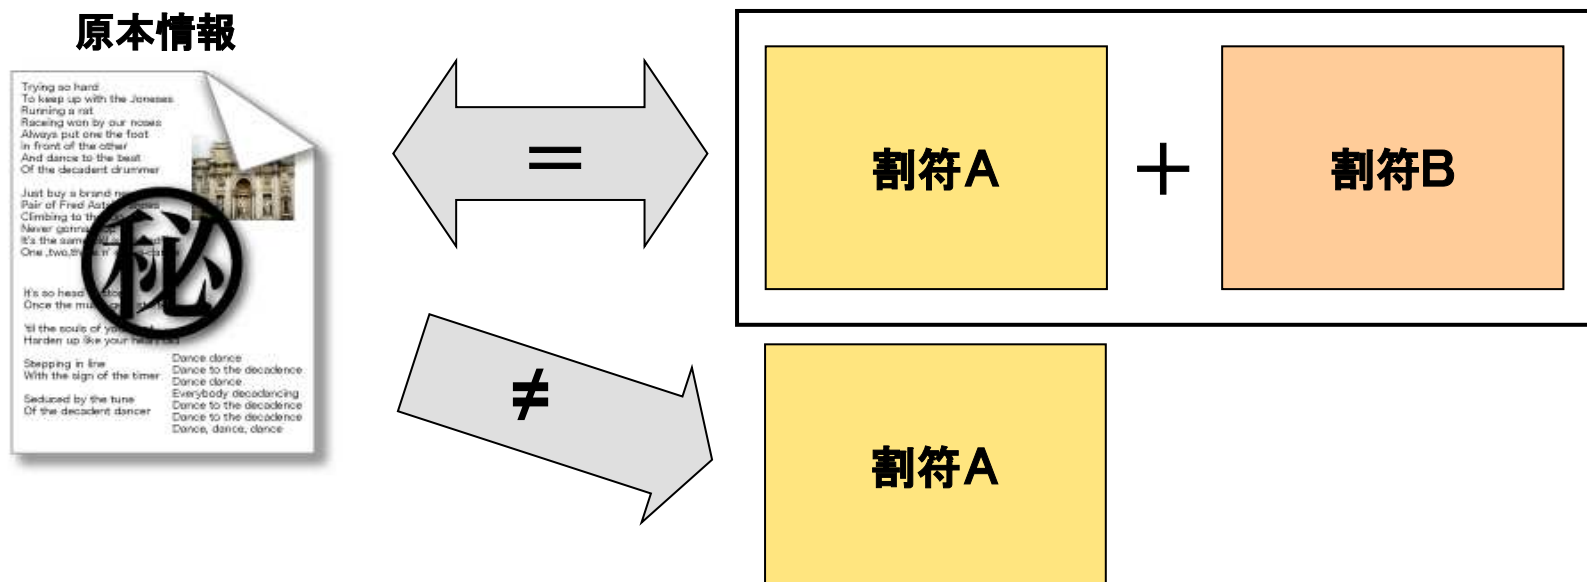 原本情報
Trying so hard
To keep up with the Joneses
Running a rat
Raceing won by our noses
Always put one the foot
in front of the other
And dance to the beat
Of the decadent drummer
Just buy a brand
Pair of Fred
Climbing to
Never gonna
It's the same
One ,two,
秘
It's so
Once the
'til the souls of
Harden up like your
Stepping in line
With the sign of the timer
Seduced by the tune
Of the decadent dancer
Dance dance
Dance to the decadence
Dance dance
Everybody decadancing
Dance to the decadence
Dance to the decadence
Dance, dance, dance
=
割符A
+
割符B
≠
割符A